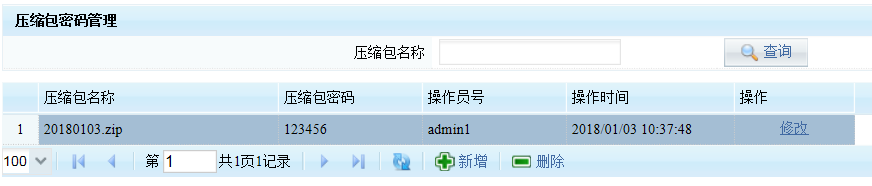 压缩包密码管理
压缩包名称 查询
压缩包名称 压缩包密码 操作员号 操作时间 操作
1 20180103.zip 123456 admin1 2018/01/03 10:37:48 修改
100 第 1 共1页1记录 新增 删除